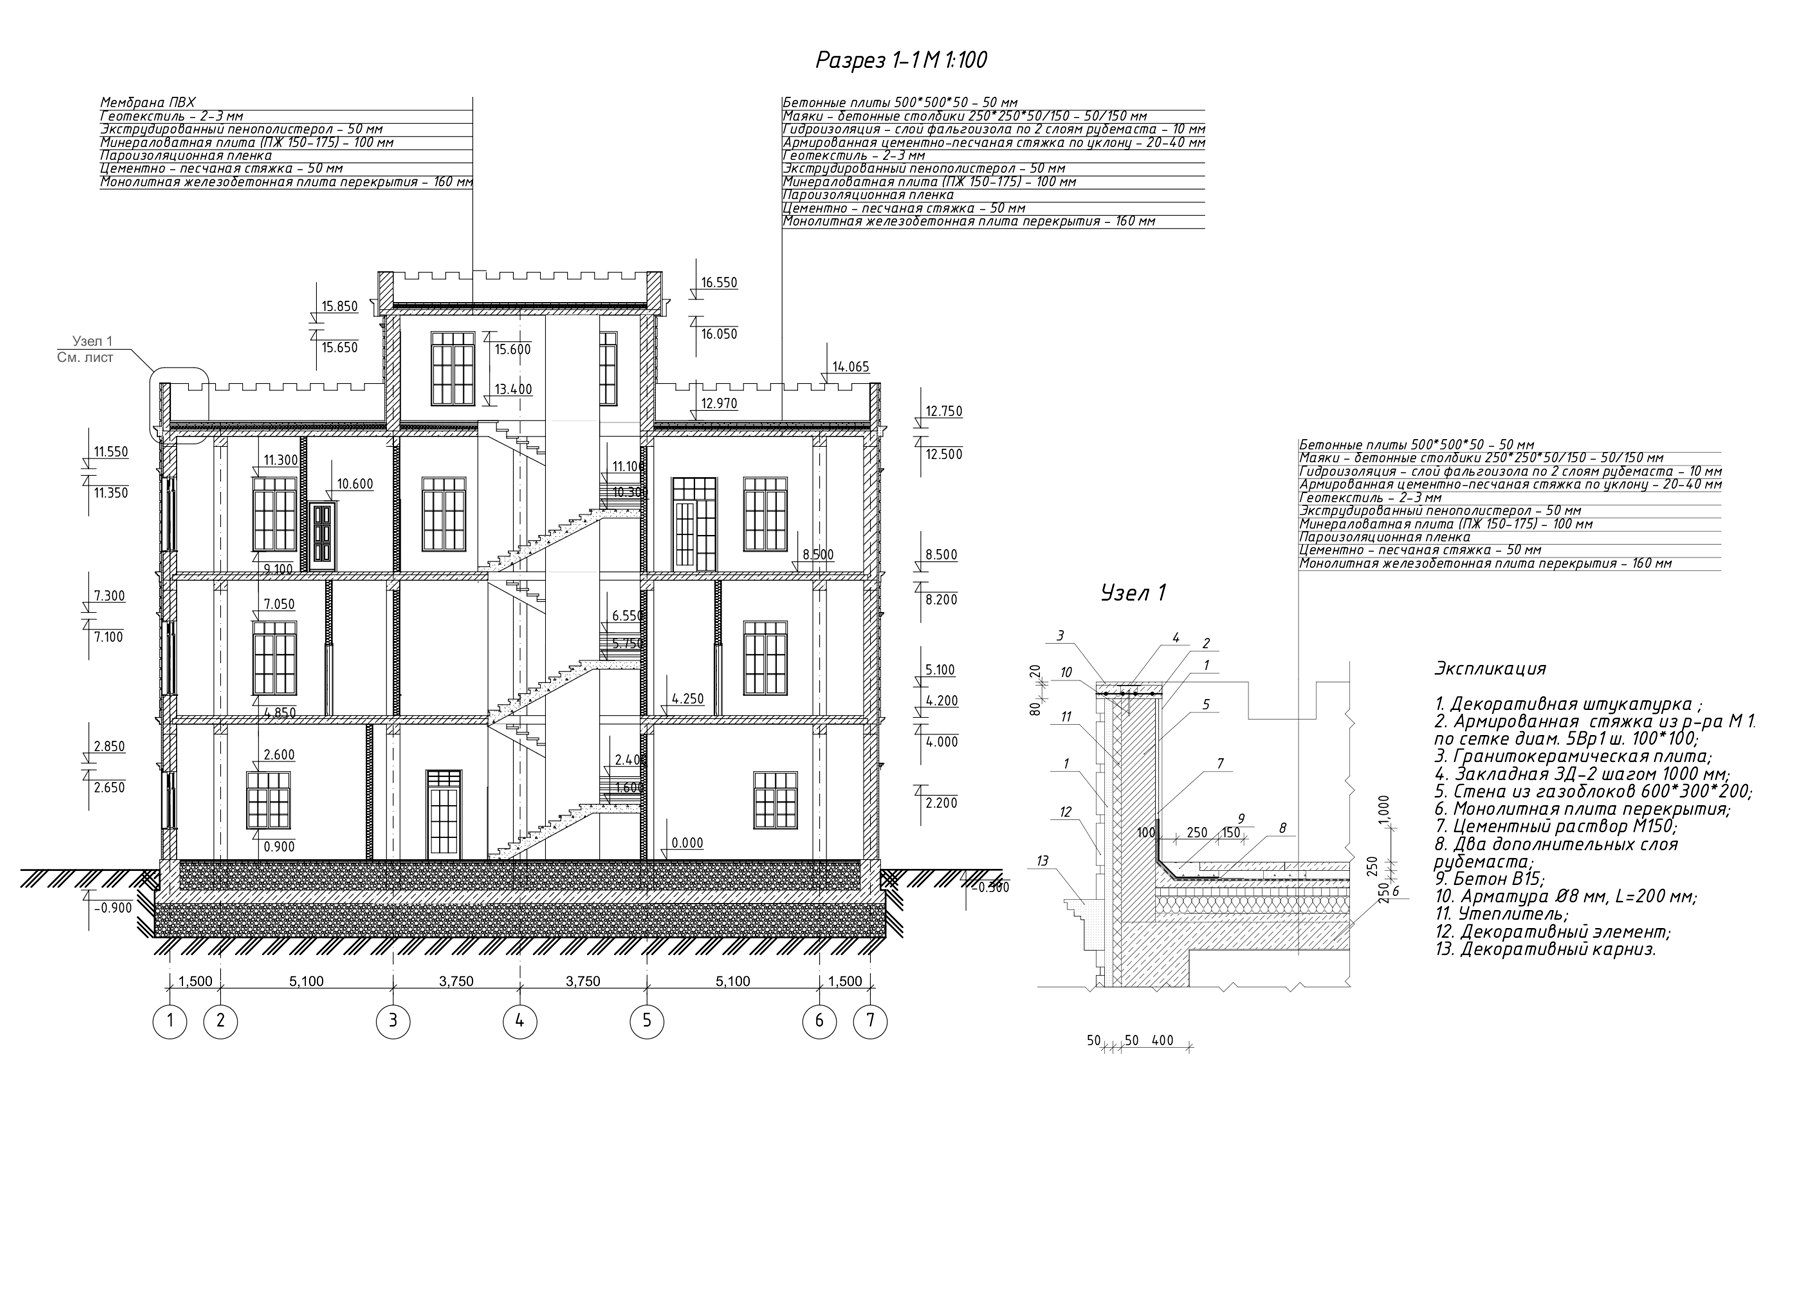 Разрез 1-1 М 1:100
Мембрана ПВХ
Геотекстиль - 2-3 мм
Экструдированный пенополистерол - 50 мм
Минераловатная плита (ПЖ 150-175) - 100 мм
Пароизоляционная пленка
Цементно - песчаная стяжка - 50 мм
Монолитная железобетонная плита перекрытия - 160 мм
Бетонные плиты 500*500*50 - 50 мм
Маяки - бетонные столбики 250*250*50/150 - 50/150 мм
Гидроизоляция - слой фальгоизола по 2 слоям рубемаста - 10 мм
Армированная цементно-песчаная стяжка по уклону - 20-40 мм
Геотекстиль - 2-3 мм
Экструдированный пенополистерол - 50 мм
Минераловатная плита (ПЖ 150-175) - 100 мм
Пароизоляционная пленка
Цементно - песчаная стяжка - 50 мм
Монолитная железобетонная плита перекрытия - 160 мм
Узел 1
См. лист
15.850
15.650
16.550
16.050
15.600
13.400
14.065
12.970
12.750
12.500
11.550
11.350
11.300
10.600
11.100
10.300
9.100
8.500
8.500
8.200
7.300
7.100
7.050
6.550
5.750
4.850
4.250
5.100
4.200
4.000
2.850
2.650
2.600
2.400
1.600
2.200
0.900
0.000
-0.900
-0.300
1,500
5,100
3,750
3,750
5,100
1,500
1
2
3
4
5
6
7
Бетонные плиты 500*500*50 - 50 мм
Маяки - бетонные столбики 250*250*50/150 - 50/150 мм
Гидроизоляция - слой фальгоизола по 2 слоям рубемаста - 10 мм
Армированная цементно-песчаная стяжка по уклону - 20-40 мм
Геотекстиль - 2-3 мм
Экструдированный пенополистерол - 50 мм
Минераловатная плита (ПЖ 150-175) - 100 мм
Пароизоляционная пленка
Цементно - песчаная стяжка - 50 мм
Монолитная железобетонная плита перекрытия - 160 мм
Узел 1
3
4
2
1
10
20
80
5
11
1
7
12
100
250
150
9
8
13
1,000
250
250
6
50
50
400
Экспликация
1. Декоративная штукатурка ;
2. Армированная стяжка из р-ра М 1.
по сетке диам. 5Вр1 ш. 100*100;
3. Гранитокерамическая плита;
4. Закладная ЗД-2 шагом 1000 мм;
5. Стена из газоблоков 600*300*200;
6. Монолитная плита перекрытия;
7. Цементный раствор М150;
8. Два дополнительных слоя
рубемаста;
9. Бетон В15;
10. Арматура Ø8 мм, L=200 мм;
11. Утеплитель;
12. Декоративный элемент;
13. Декоративный карниз.